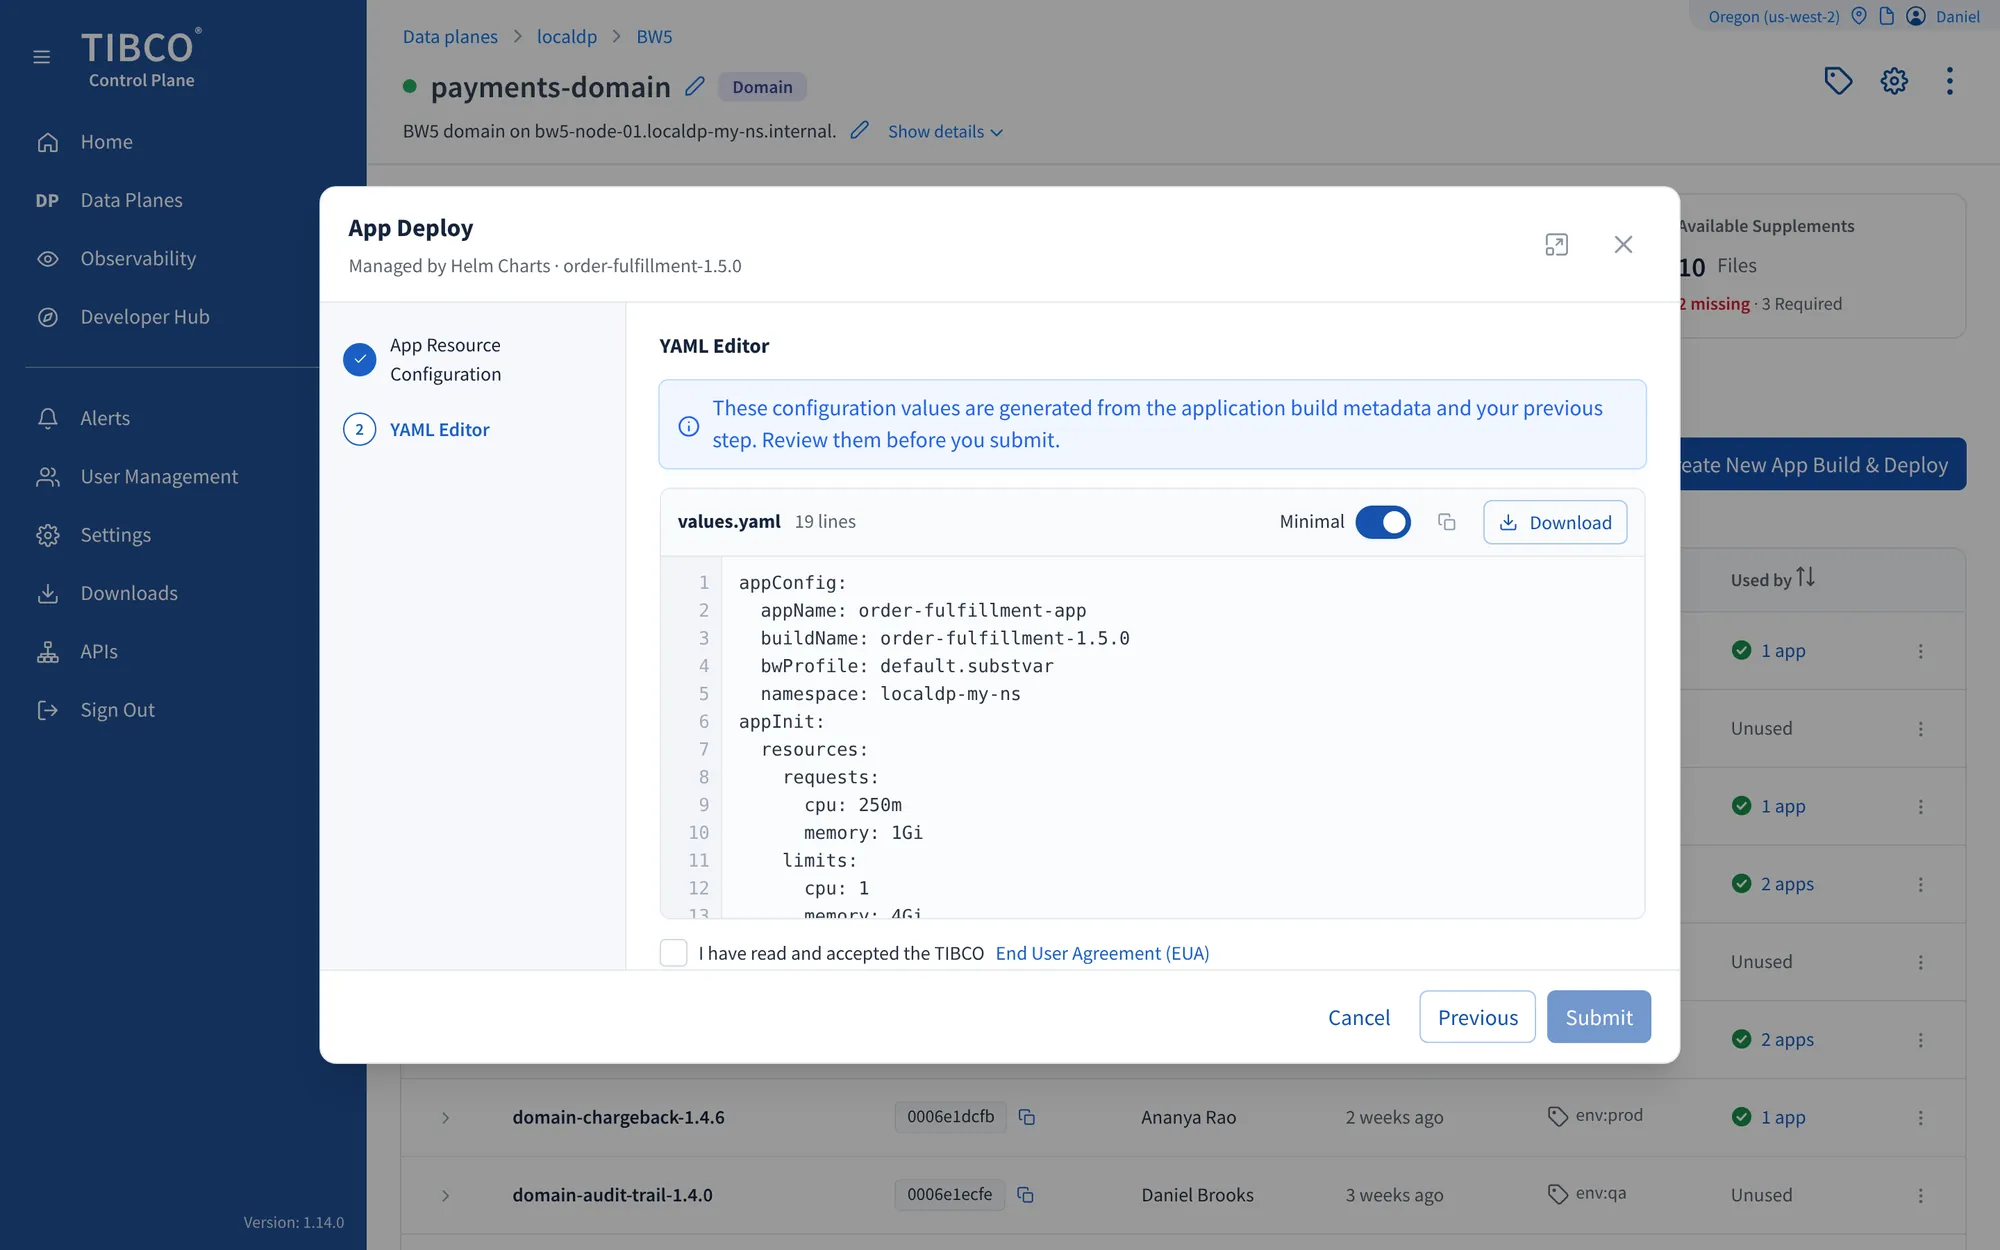 TIBCO®
Control Plane
Home
DP Data Planes
Observability
Developer Hub
Alerts
User Management
Settings
Downloads
APIs
Sign Out
Version: 1.14.0
Oregon (us-west-2) Daniel
Data planes > localdp > BW5
payments-domain Domain
BW5 domain on bw5-node-01.localdp-my-ns.internal. Show details
Available Supplements
10 Files
2 missing · 3 Required
eate New App Build & Deploy
App Deploy
Managed by Helm Charts · order-fulfillment-1.5.0
App Resource
Configuration
2 YAML Editor
YAML Editor
These configuration values are generated from the application build metadata and your previous
step. Review them before you submit.
values.yaml 19 lines Minimal Download
1 appConfig:
2 appName: order-fulfillment-app
3 buildName: order-fulfillment-1.5.0
4 bwProfile: default.substvar
5 namespace: localdp-my-ns
6 appInit:
7 resources:
8 requests:
9 cpu: 250m
10 memory: 1Gi
11 limits:
12 cpu: 1
13 memory: 4Gi
I have read and accepted the TIBCO End User Agreement (EUA)
Cancel Previous Submit
Used by
1 app
Unused
1 app
2 apps
Unused
2 apps
domain-chargeback-1.4.6 0006e1dcfb Ananya Rao 2 weeks ago env:prod 1 app
domain-audit-trail-1.4.0 0006e1ecfe Daniel Brooks 3 weeks ago env:qa Unused